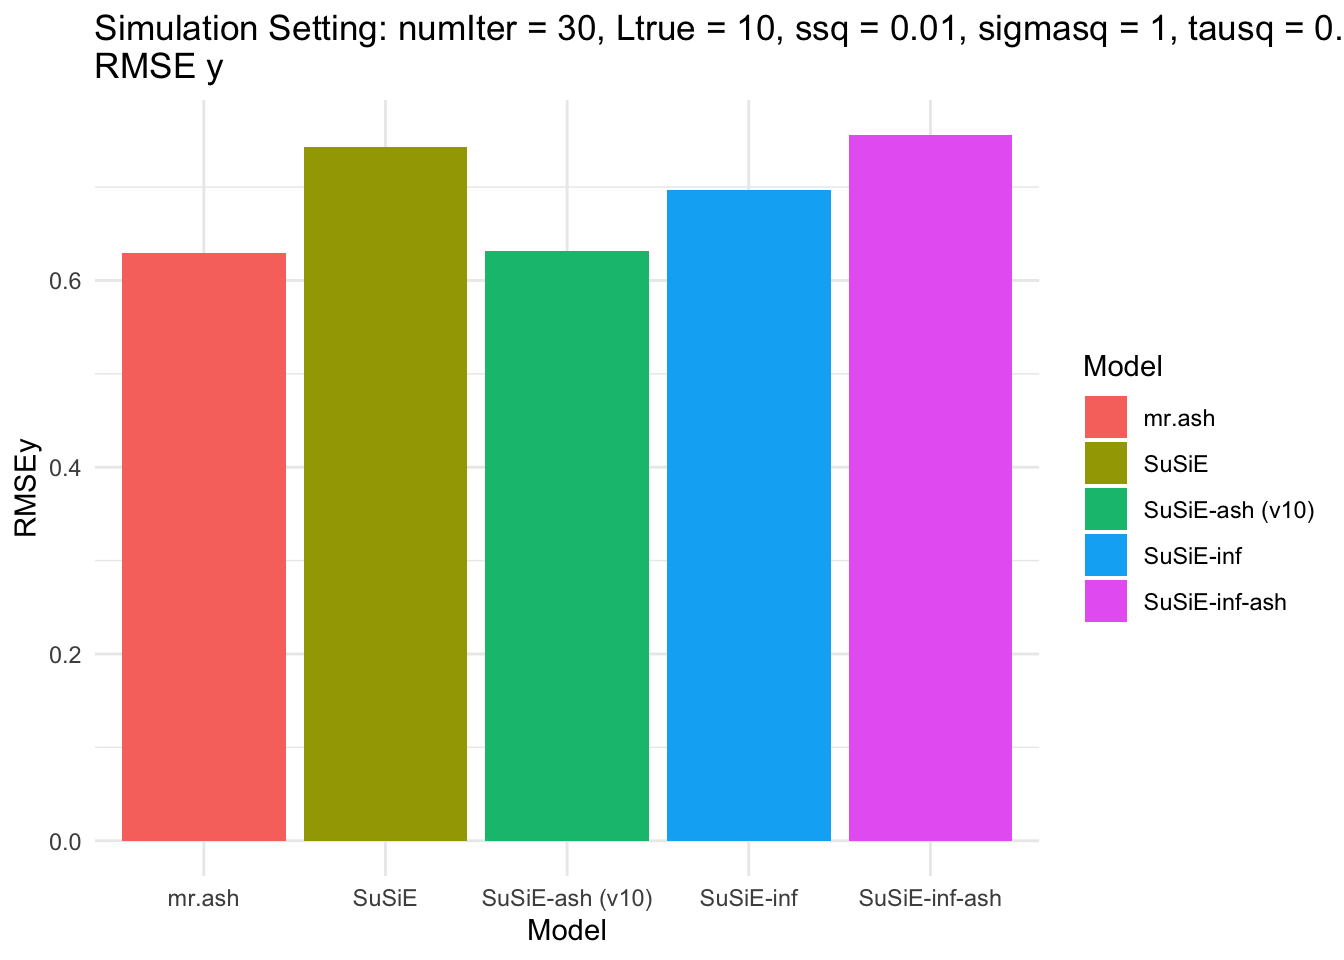 Simulation Setting: numIter = 30, Ltrue = 10, ssq = 0.01, sigmasq = 1, tausq = 0.
RMSE y
RMSEy
0.6
0.4
0.2
0.0
mr.ash
SuSiE
SuSiE-ash (v10)
SuSiE-inf
SuSiE-inf-ash
Model
Model
mr.ash
SuSiE
SuSiE-ash (v10)
SuSiE-inf
SuSiE-inf-ash